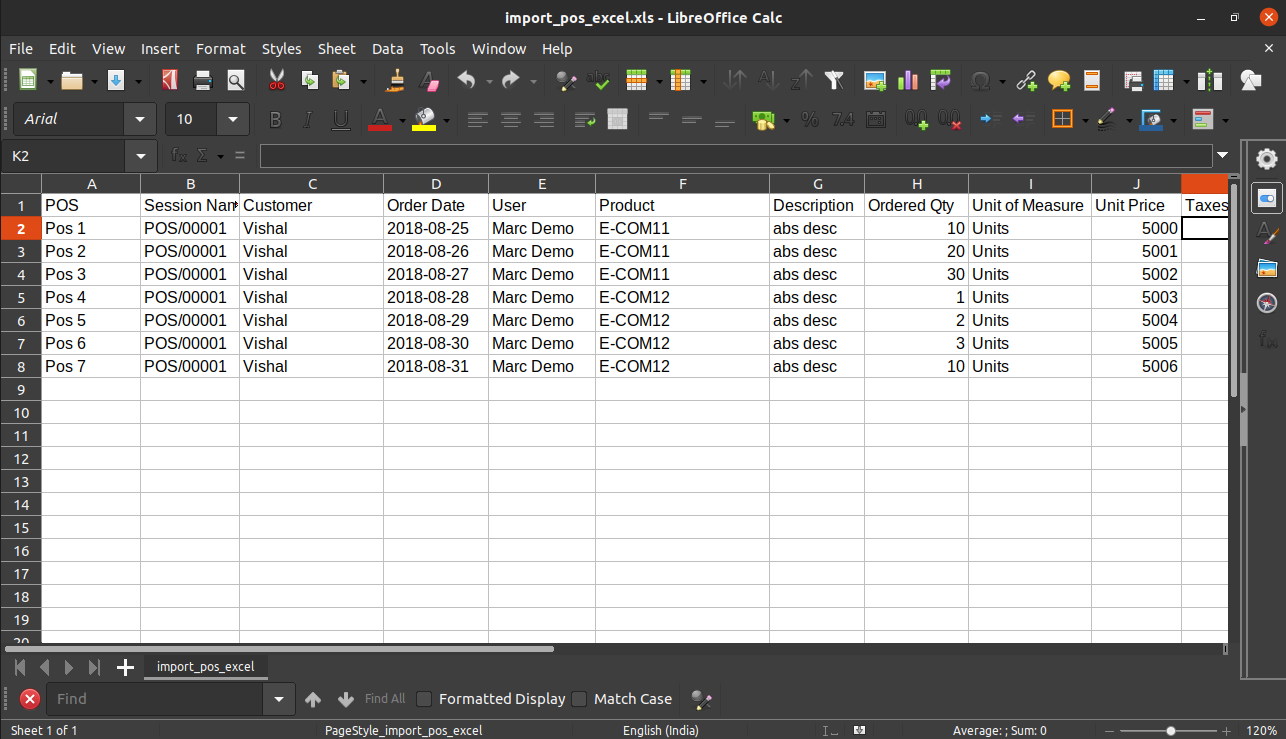 import_pos_excel.xls - LibreOffice Calc
File Edit View Insert Format Styles Sheet Data Tools Window Help
Arial 10
K2
A B C D E F G H I J
1 POS Session Nam Customer Order Date User Product Description Ordered Qty Unit of Measure Unit Price Taxes
2 Pos 1 POS/00001 Vishal 2018-08-25 Marc Demo E-COM11 abs desc 10 Units 5000
3 Pos 2 POS/00001 Vishal 2018-08-26 Marc Demo E-COM11 abs desc 20 Units 5001
4 Pos 3 POS/00001 Vishal 2018-08-27 Marc Demo E-COM11 abs desc 30 Units 5002
5 Pos 4 POS/00001 Vishal 2018-08-28 Marc Demo E-COM12 abs desc 1 Units 5003
6 Pos 5 POS/00001 Vishal 2018-08-29 Marc Demo E-COM12 abs desc 2 Units 5004
7 Pos 6 POS/00001 Vishal 2018-08-30 Marc Demo E-COM12 abs desc 3 Units 5005
8 Pos 7 POS/00001 Vishal 2018-08-31 Marc Demo E-COM12 abs desc 10 Units 5006
9
10
11
12
13
14
15
16
17
18
19
20
import_pos_excel
Find Find All Formatted Display Match Case
Sheet 1 of 1 PageStyle_import_pos_excel English (India) Average: ; Sum: 0 120%